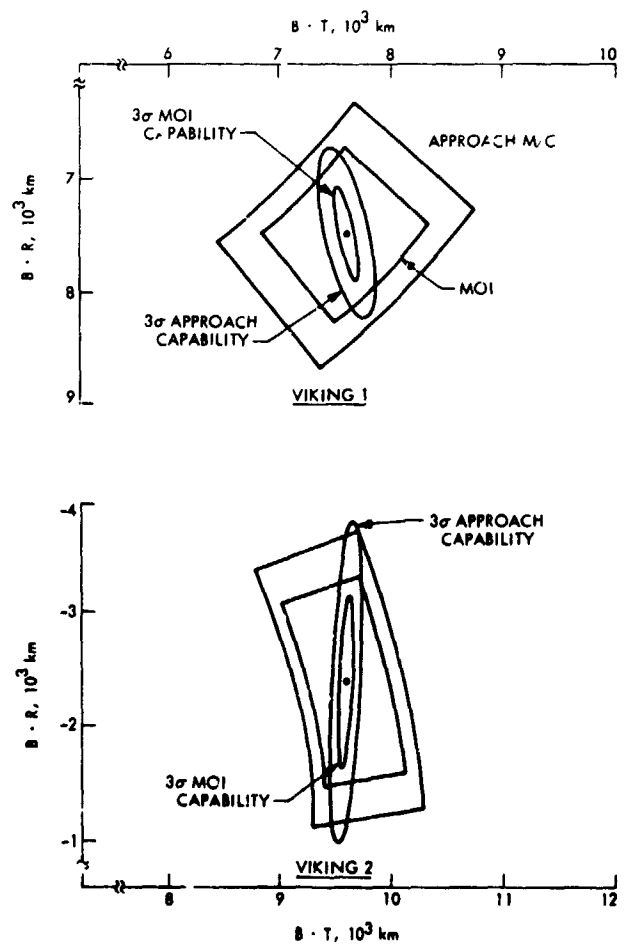 B · T, 10³ km
6 7 8 9 10
3σ MOI
CAPABILITY
APPROACH M/C
7
B · R, 10³ km
8
MOI
3σ APPROACH
CAPABILITY
9
VIKING 1
-4
3σ APPROACH
CAPABILITY
-3
B · R, 10³ km
-2
3σ MOI
CAPABILITY
-1
VIKING 2
8 9 10 11 12
B · T, 10³ km